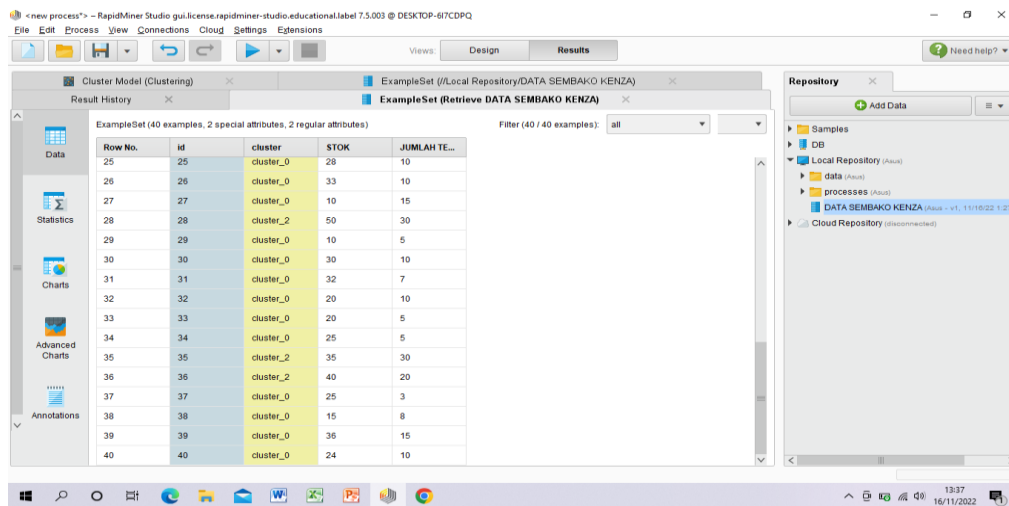 <new process*> – RapidMiner Studio gui.license.rapidminer-studio.educational.label 7.5.003 @ DESKTOP-6I7CDPQ
File Edit Process View Connections Cloud Settings Extensions
Views: Design Results Need help?
Cluster Model (Clustering) ExampleSet (//Local Repository/DATA SEMBAKO KENZA)
Result History ExampleSet (Retrieve DATA SEMBAKO KENZA)
ExampleSet (40 examples, 2 special attributes, 2 regular attributes) Filter (40 / 40 examples): all
Data
Statistics
Charts
Advanced
Charts
Annotations
Row No. id cluster STOK JUMLAH TE...
25 25 cluster_0 28 10
26 26 cluster_0 33 10
27 27 cluster_0 10 15
28 28 cluster_2 50 30
29 29 cluster_0 10 5
30 30 cluster_0 30 10
31 31 cluster_0 32 7
32 32 cluster_0 20 10
33 33 cluster_0 20 5
34 34 cluster_0 25 5
35 35 cluster_2 35 30
36 36 cluster_2 40 20
37 37 cluster_0 25 3
38 38 cluster_0 15 8
39 39 cluster_0 36 15
40 40 cluster_0 24 10
Repository
Add Data
Samples
DB
Local Repository (Asus)
data (Asus)
processes (Asus)
DATA SEMBAKO KENZA (Asus - v1, 11/16/22 1:2
Cloud Repository (disconnected)
13:37
16/11/2022